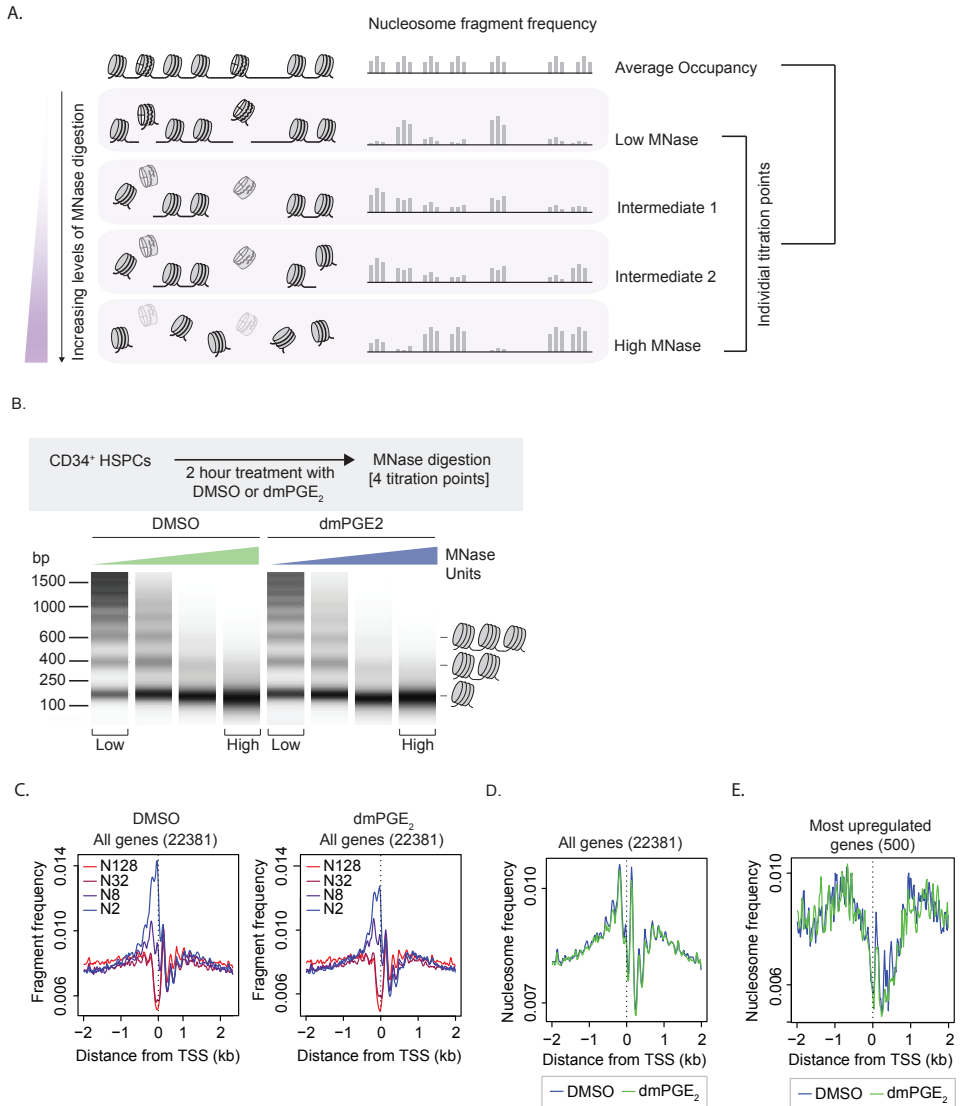 A.
Nucleosome fragment frequency
Average Occupancy
Low MNase
Intermediate 1
Intermediate 2
High MNase
Increasing levels of MNase digestion
Individial titration points
B.
CD34+ HSPCs
2 hour treatment with
DMSO or dmPGE2
MNase digestion
[4 titration points]
DMSO
dmPGE2
bp
MNase
Units
1500
1000
600
400
250
100
Low
High
Low
High
C.
DMSO
All genes (22381)
N128
N32
N8
N2
Fragment frequency
0.014
0.010
0.006
−2 −1 0 1 2
Distance from TSS (kb)
dmPGE2
All genes (22381)
N128
N32
N8
N2
Fragment frequency
0.014
0.010
0.006
−2 −1 0 1 2
Distance from TSS (kb)
D.
All genes (22381)
Nucleosome frequency
0.010
0.007
−2 −1 0 1 2
Distance from TSS (kb)
DMSO dmPGE2
E.
Most upregulated
genes (500)
Nucleosome frequency
0.010
0.006
−2 −1 0 1 2
Distance from TSS (kb)
DMSO dmPGE2